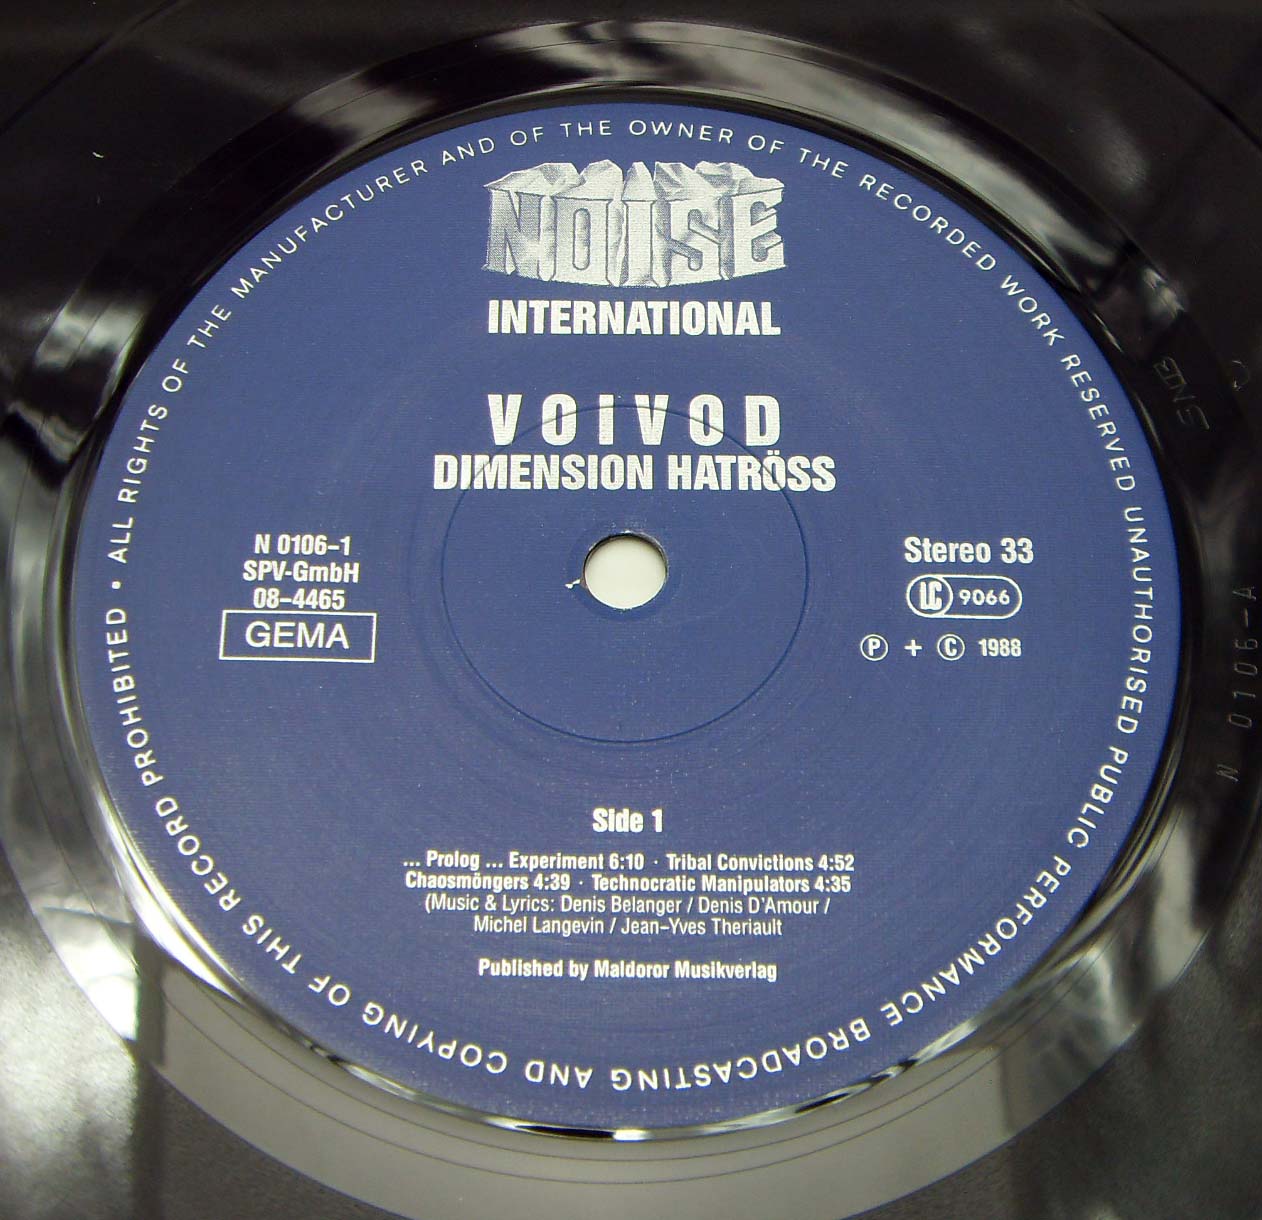 ALL RIGHTS OF THE MANUFACTURER AND OF THE OWNER OF THE RECORDED WORK RESERVED UNAUTHORISED PUBLIC PERFORMANCE BROADCASTING AND COPYING OF THIS RECORD PROHIBITED •
NOISE
INTERNATIONAL
VOIVOD
DIMENSION HATRÖSS
N 0106-1
SPV-GmbH
08-4465
GEMA
Stereo 33
LC 9066
Ⓟ + © 1988
Side 1
... Prolog ... Experiment 6:10 · Tribal Convictions 4:52
Chaosmöngers 4:39 · Technocratic Manipulators 4:35
(Music & Lyrics: Denis Belanger / Denis D'Amour /
Michel Langevin / Jean-Yves Theriault
Published by Maldoror Musikverlag
N 0106-A